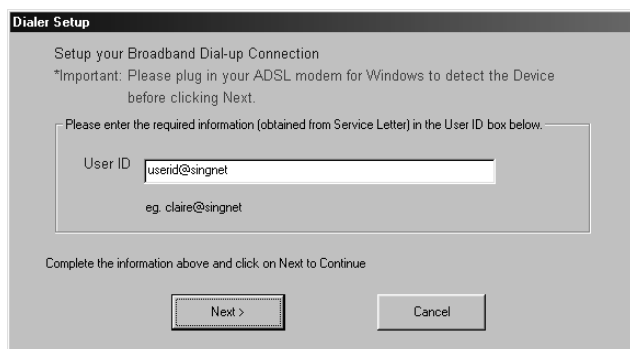 Dialer Setup
Setup your Broadband Dial-up Connection
*Important: Please plug in your ADSL modem for Windows to detect the Device
before clicking Next.
Please enter the required information (obtained from Service Letter) in the User ID box below.
User ID
userid@singnet
eg. claire@singnet
Complete the information above and click on Next to Continue
Next >
Cancel